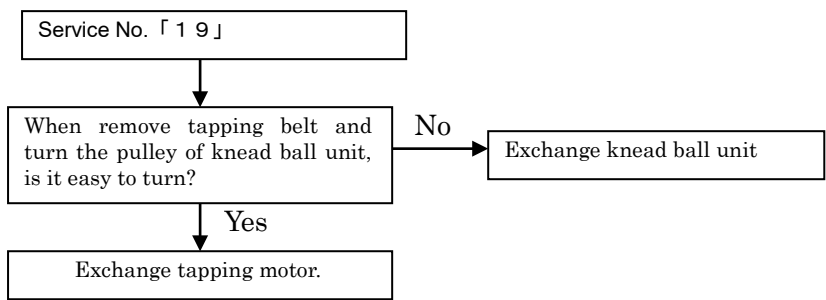 Service No.「１９」
When remove tapping belt and
turn the pulley of knead ball unit,
is it easy to turn?
No
Exchange knead ball unit
Yes
Exchange tapping motor.